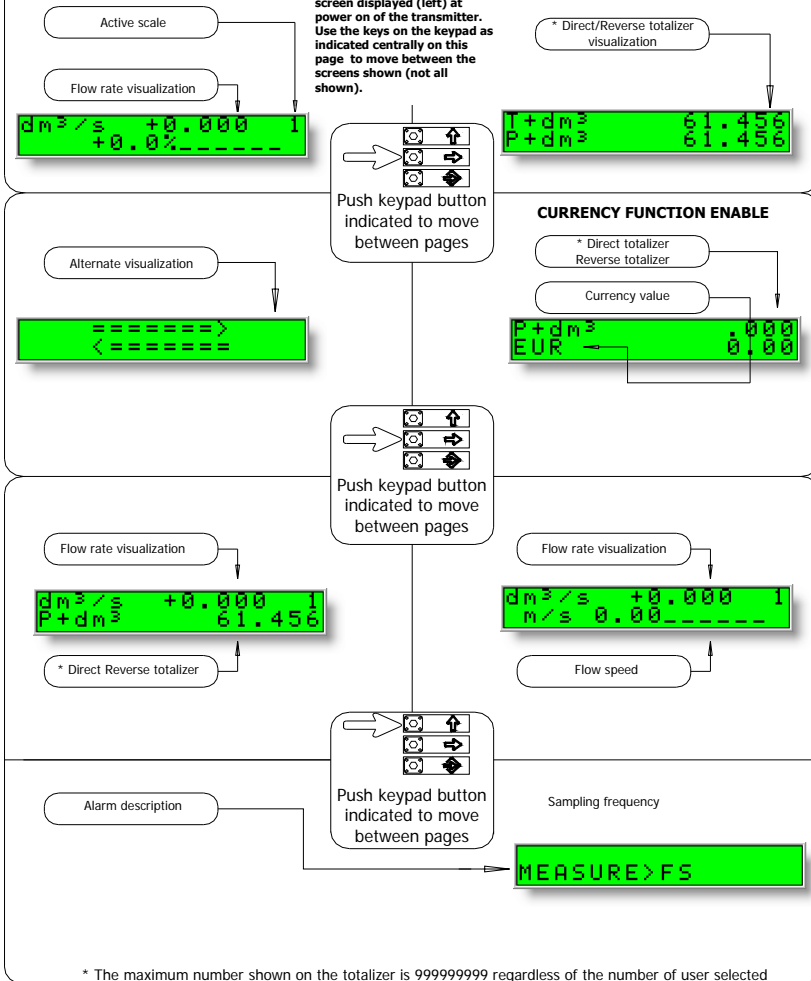 screen displayed (left) at
power on of the transmitter.
Use the keys on the keypad as
indicated centrally on this
page to move between the
screens shown (not all
shown).
Active scale
Flow rate visualization
dm³/s +0.000 1
+0.0%______
* Direct/Reverse totalizer
visualization
T+dm³ 61.456
P+dm³ 61.456
Push keypad button
indicated to move
between pages
Alternate visualization
=======>
<=======
CURRENCY FUNCTION ENABLE
* Direct totalizer
Reverse totalizer
Currency value
P+dm³ .000
EUR 0.00
Push keypad button
indicated to move
between pages
Flow rate visualization
dm³/s +0.000 1
P+dm³ 61.456
* Direct Reverse totalizer
Flow rate visualization
dm³/s +0.000 1
m/s 0.00______
Flow speed
Push keypad button
indicated to move
between pages
Alarm description
Sampling frequency
MEASURE>FS
* The maximum number shown on the totalizer is 999999999 regardless of the number of user selected